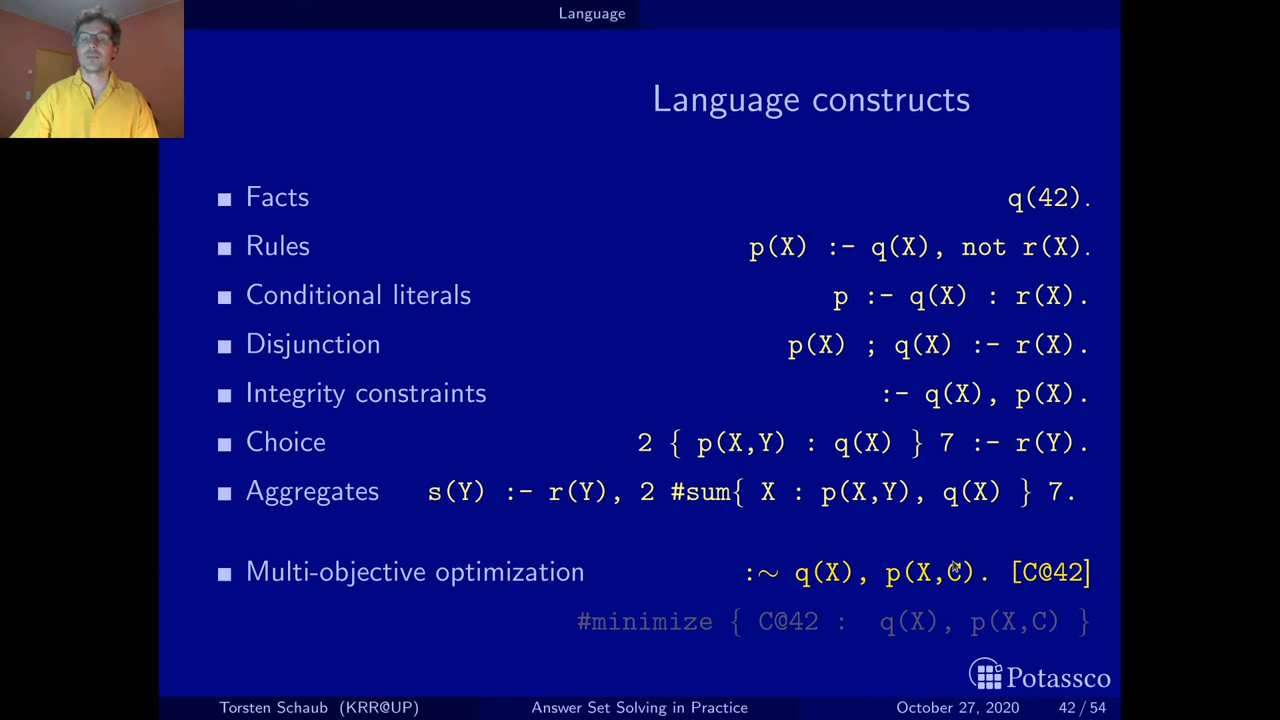 Language
Language constructs
■ Facts q(42).
■ Rules p(X) :- q(X), not r(X).
■ Conditional literals p :- q(X) : r(X).
■ Disjunction p(X) ; q(X) :- r(X).
■ Integrity constraints :- q(X), p(X).
■ Choice 2 { p(X,Y) : q(X) } 7 :- r(Y).
■ Aggregates s(Y) :- r(Y), 2 #sum{ X : p(X,Y), q(X) } 7.
■ Multi-objective optimization :∼ q(X), p(X,C). [C@42]
#minimize { C@42 : q(X), p(X,C) }
Potassco
Torsten Schaub (KRR@UP) Answer Set Solving in Practice October 27, 2020 42 / 54